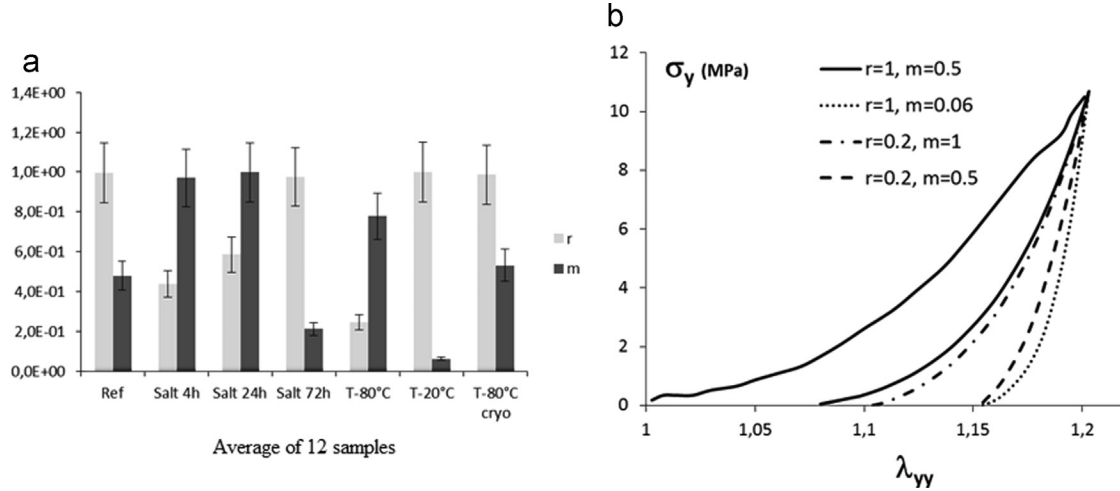 a
1,4E+00
1,2E+00
1,0E+00
8,0E-01
6,0E-01
4,0E-01
2,0E-01
0,0E+00
Ref Salt 4h Salt 24h Salt 72h T-80°C T-20°C T-80°C
cryo
r
m
Average of 12 samples
b
σy (MPa)
12
10
8
6
4
2
0
r=1, m=0.5
r=1, m=0.06
r=0.2, m=1
r=0.2, m=0.5
1 1,05 1,1 1,15 1,2
λyy